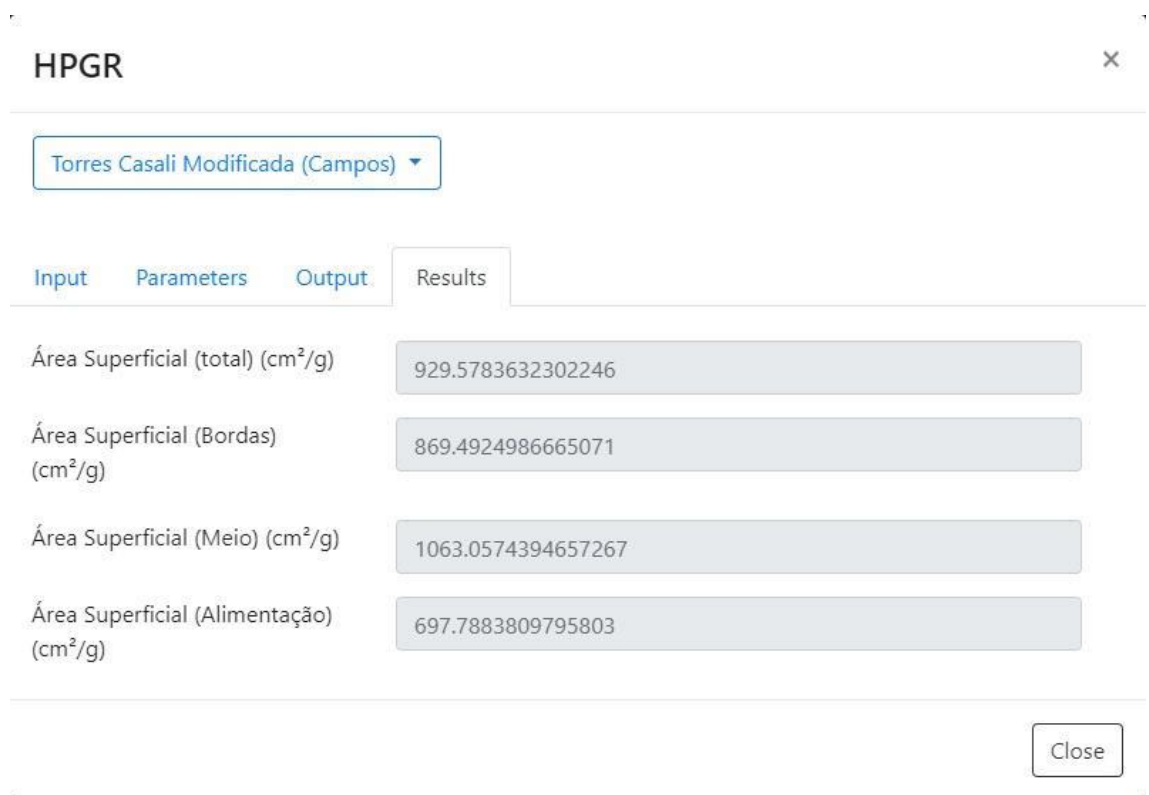 HPGR
×
Torres Casali Modificada (Campos)
Input Parameters Output Results
Área Superficial (total) (cm²/g) 929.5783632302246
Área Superficial (Bordas)
(cm²/g) 869.4924986665071
Área Superficial (Meio) (cm²/g) 1063.0574394657267
Área Superficial (Alimentação)
(cm²/g) 697.7883809795803
Close